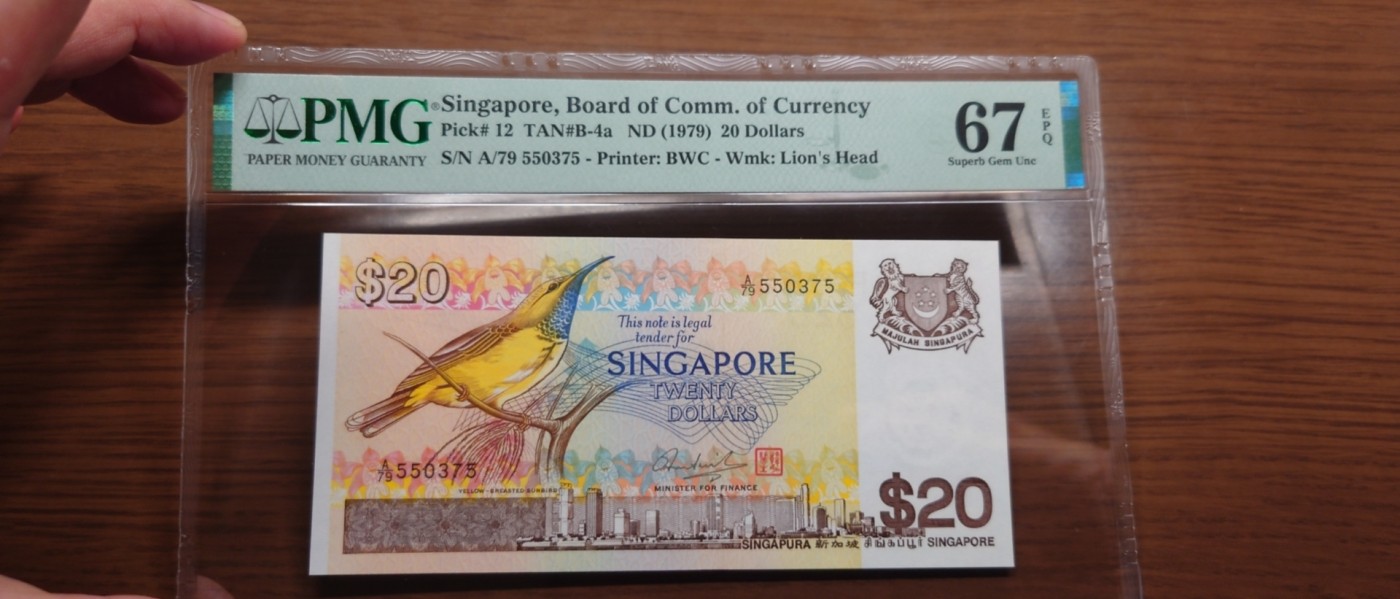 PMG®
PAPER MONEY GUARANTY
Singapore, Board of Comm. of Currency
Pick# 12 TAN#B-4a ND (1979) 20 Dollars
S/N A/79 550375 - Printer: BWC - Wmk: Lion's Head
67
EPQ
Superb Gem Unc
$20
A/79 550375
This note is legal
tender for
SINGAPORE
TWENTY
DOLLARS
MAJULAH SINGAPURA
A/79 550375
YELLOW-BREASTED SUNBIRD
MINISTER FOR FINANCE
$20
SINGAPURA 新加坡 சிங்கப்பூர் SINGAPORE